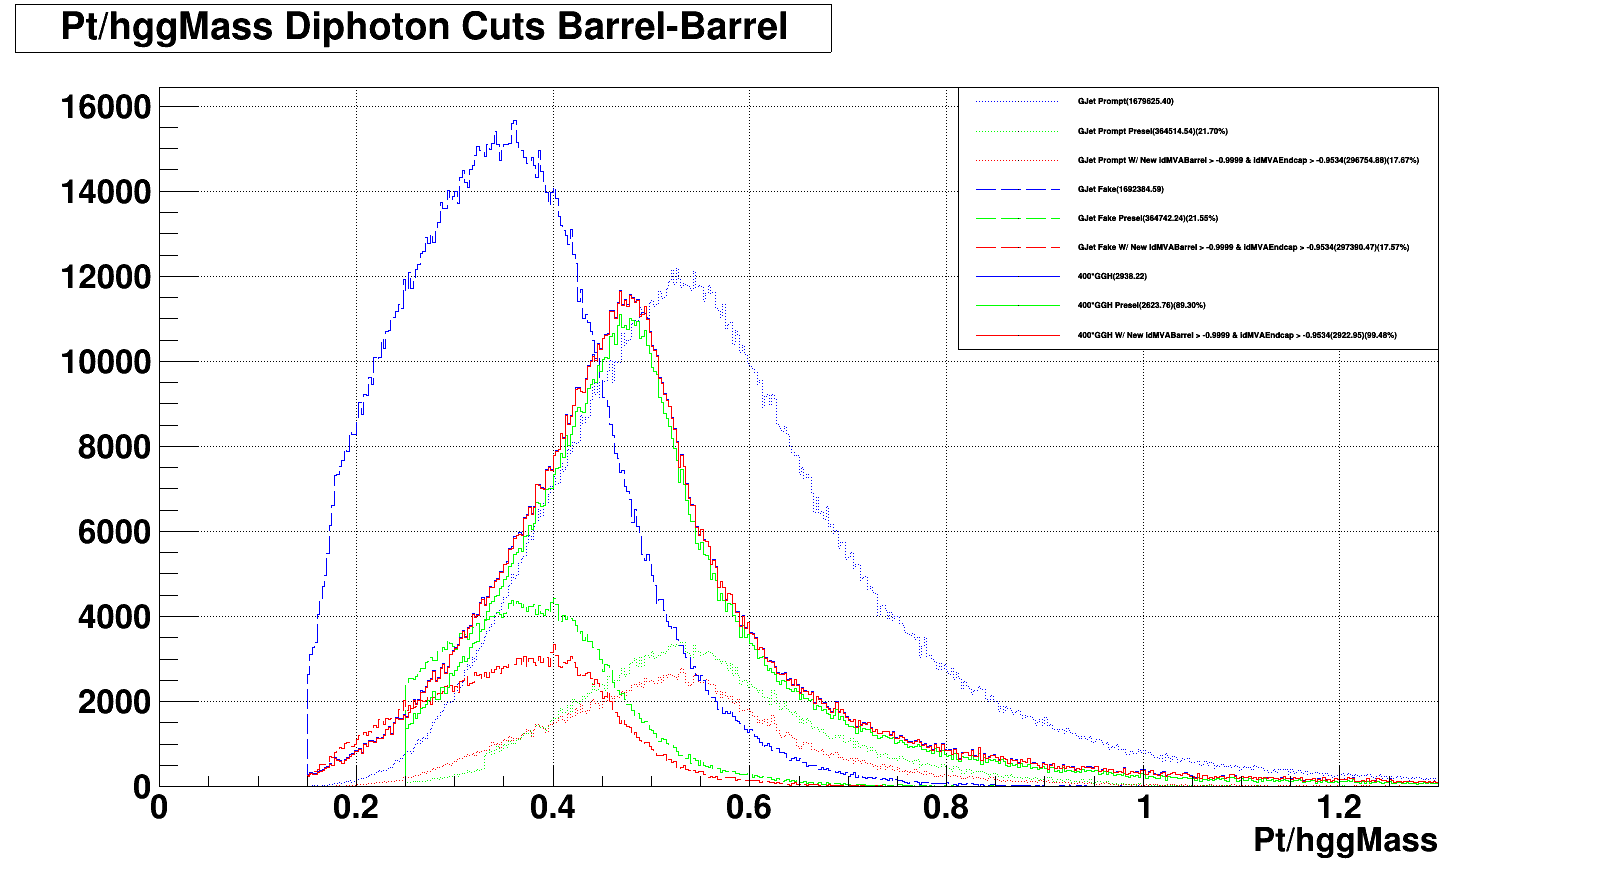 Pt/hggMass Diphoton Cuts Barrel-Barrel
GJet Prompt(1679625.40)
GJet Prompt Presel(364514.54)(21.70%)
GJet Prompt W/ New idMVABarrel > -0.9999 & idMVAEndcap > -0.9534(296754.88)(17.67%)
GJet Fake(1692384.59)
GJet Fake Presel(364742.24)(21.55%)
GJet Fake W/ New idMVABarrel > -0.9999 & idMVAEndcap > -0.9534(297390.47)(17.57%)
400*GGH(2938.22)
400*GGH Presel(2623.76)(89.30%)
400*GGH W/ New idMVABarrel > -0.9999 & idMVAEndcap > -0.9534(2922.95)(99.48%)
16000
14000
12000
10000
8000
6000
4000
2000
0
0 0.2 0.4 0.6 0.8 1 1.2
Pt/hggMass